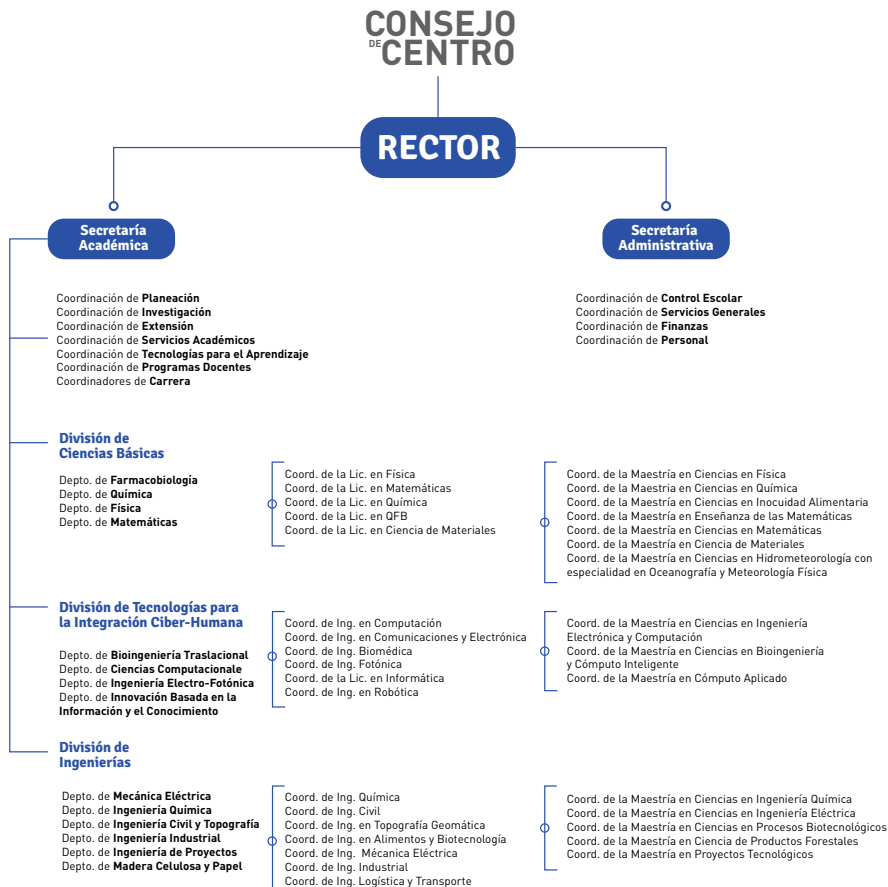 CONSEJO
DE CENTRO
RECTOR
Secretaría
Académica
Secretaría
Administrativa
Coordinación de Planeación
Coordinación de Investigación
Coordinación de Extensión
Coordinación de Servicios Académicos
Coordinación de Tecnologías para el Aprendizaje
Coordinación de Programas Docentes
Coordinadores de Carrera
Coordinación de Control Escolar
Coordinación de Servicios Generales
Coordinación de Finanzas
Coordinación de Personal
División de
Ciencias Básicas
Depto. de Farmacobiología
Depto. de Química
Depto. de Física
Depto. de Matemáticas
Coord. de la Lic. en Física
Coord. de la Lic. en Matemáticas
Coord. de la Lic. en Química
Coord. de la Lic. en QFB
Coord. de la Lic. en Ciencia de Materiales
Coord. de la Maestría en Ciencias en Física
Coord. de la Maestria en Ciencias en Química
Coord. de la Maestría en Ciencias en Inocuidad Alimentaria
Coord. de la Maestría en Enseñanza de las Matemáticas
Coord. de la Maestría en Ciencias en Matemáticas
Coord. de la Maestría en Ciencia de Materiales
Coord. de la Maestría en Ciencias en Hidrometeorología con
especialidad en Oceanografía y Meteorología Física
División de Tecnologías para
la Integración Ciber-Humana
Depto. de Bioingeniería Traslacional
Depto. de Ciencias Computacionale
Depto. de Ingeniería Electro-Fotónica
Depto. de Innovación Basada en la
Información y el Conocimiento
Coord. de Ing. en Computación
Coord. de Ing. en Comunicaciones y Electrónica
Coord. de Ing. Biomédica
Coord. de Ing. Fotónica
Coord. de la Lic. en Informática
Coord. de Ing. en Robótica
Coord. de la Maestría en Ciencias en Ingeniería
Electrónica y Computación
Coord. de la Maestría en Ciencias en Bioingeniería
y Cómputo Inteligente
Coord. de la Maestría en Cómputo Aplicado
División de
Ingenierías
Depto. de Mecánica Eléctrica
Depto. de Ingeniería Química
Depto. de Ingeniería Civil y Topografía
Depto. de Ingeniería Industrial
Depto. de Ingeniería de Proyectos
Depto. de Madera Celulosa y Papel
Coord. de Ing. Química
Coord. de Ing. Civil
Coord. de Ing. en Topografía Geomática
Coord. de Ing. en Alimentos y Biotecnología
Coord. de Ing. Mécanica Eléctrica
Coord. de Ing. Industrial
Coord. de Ing. Logística y Transporte
Coord. de la Maestría en Ciencias en Ingeniería Química
Coord. de la Maestría en Ciencias en Ingeniería Eléctrica
Coord. de la Maestría en Ciencias en Procesos Biotecnológicos
Coord. de la Maestría en Ciencia de Productos Forestales
Coord. de la Maestría en Proyectos Tecnológicos